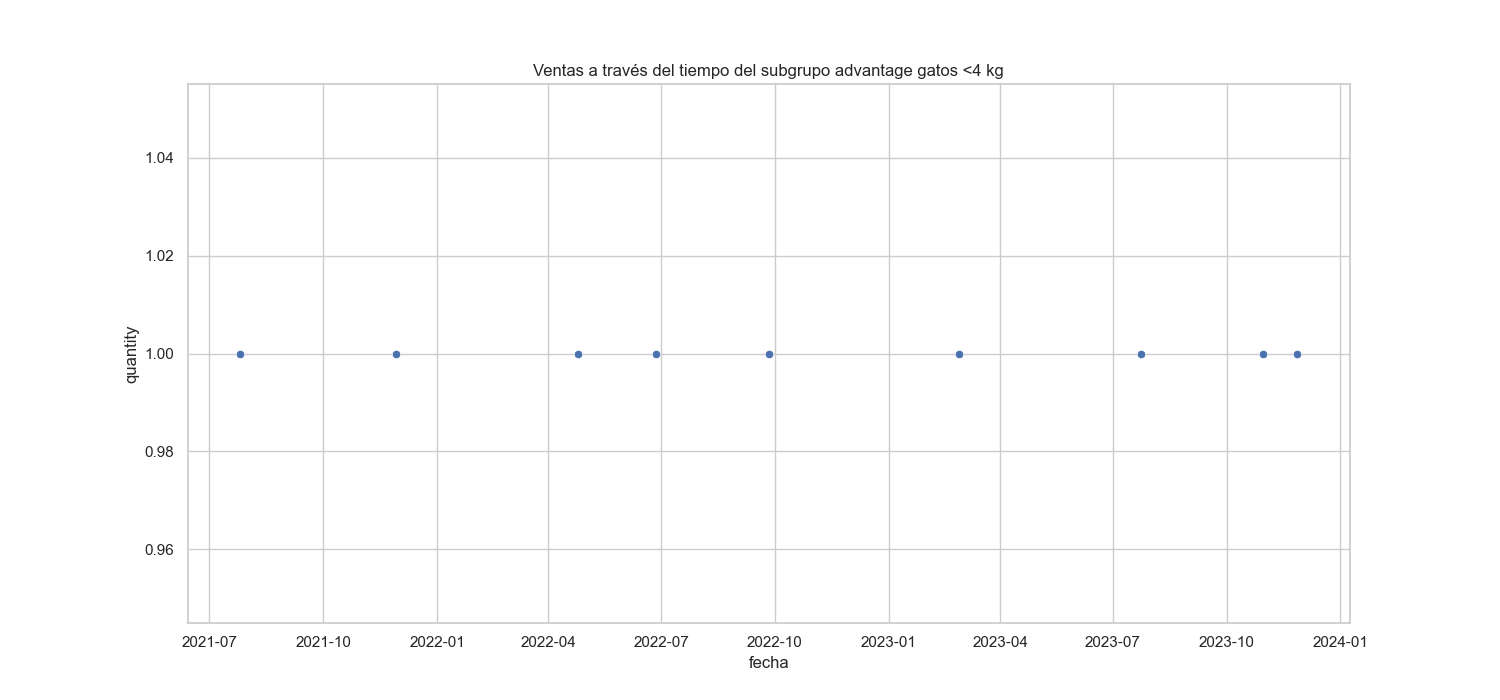 Ventas a través del tiempo del subgrupo advantage gatos <4 kg
1.04
1.02
1.00
0.98
0.96
quantity
2021-07 2021-10 2022-01 2022-04 2022-07 2022-10 2023-01 2023-04 2023-07 2023-10 2024-01
fecha